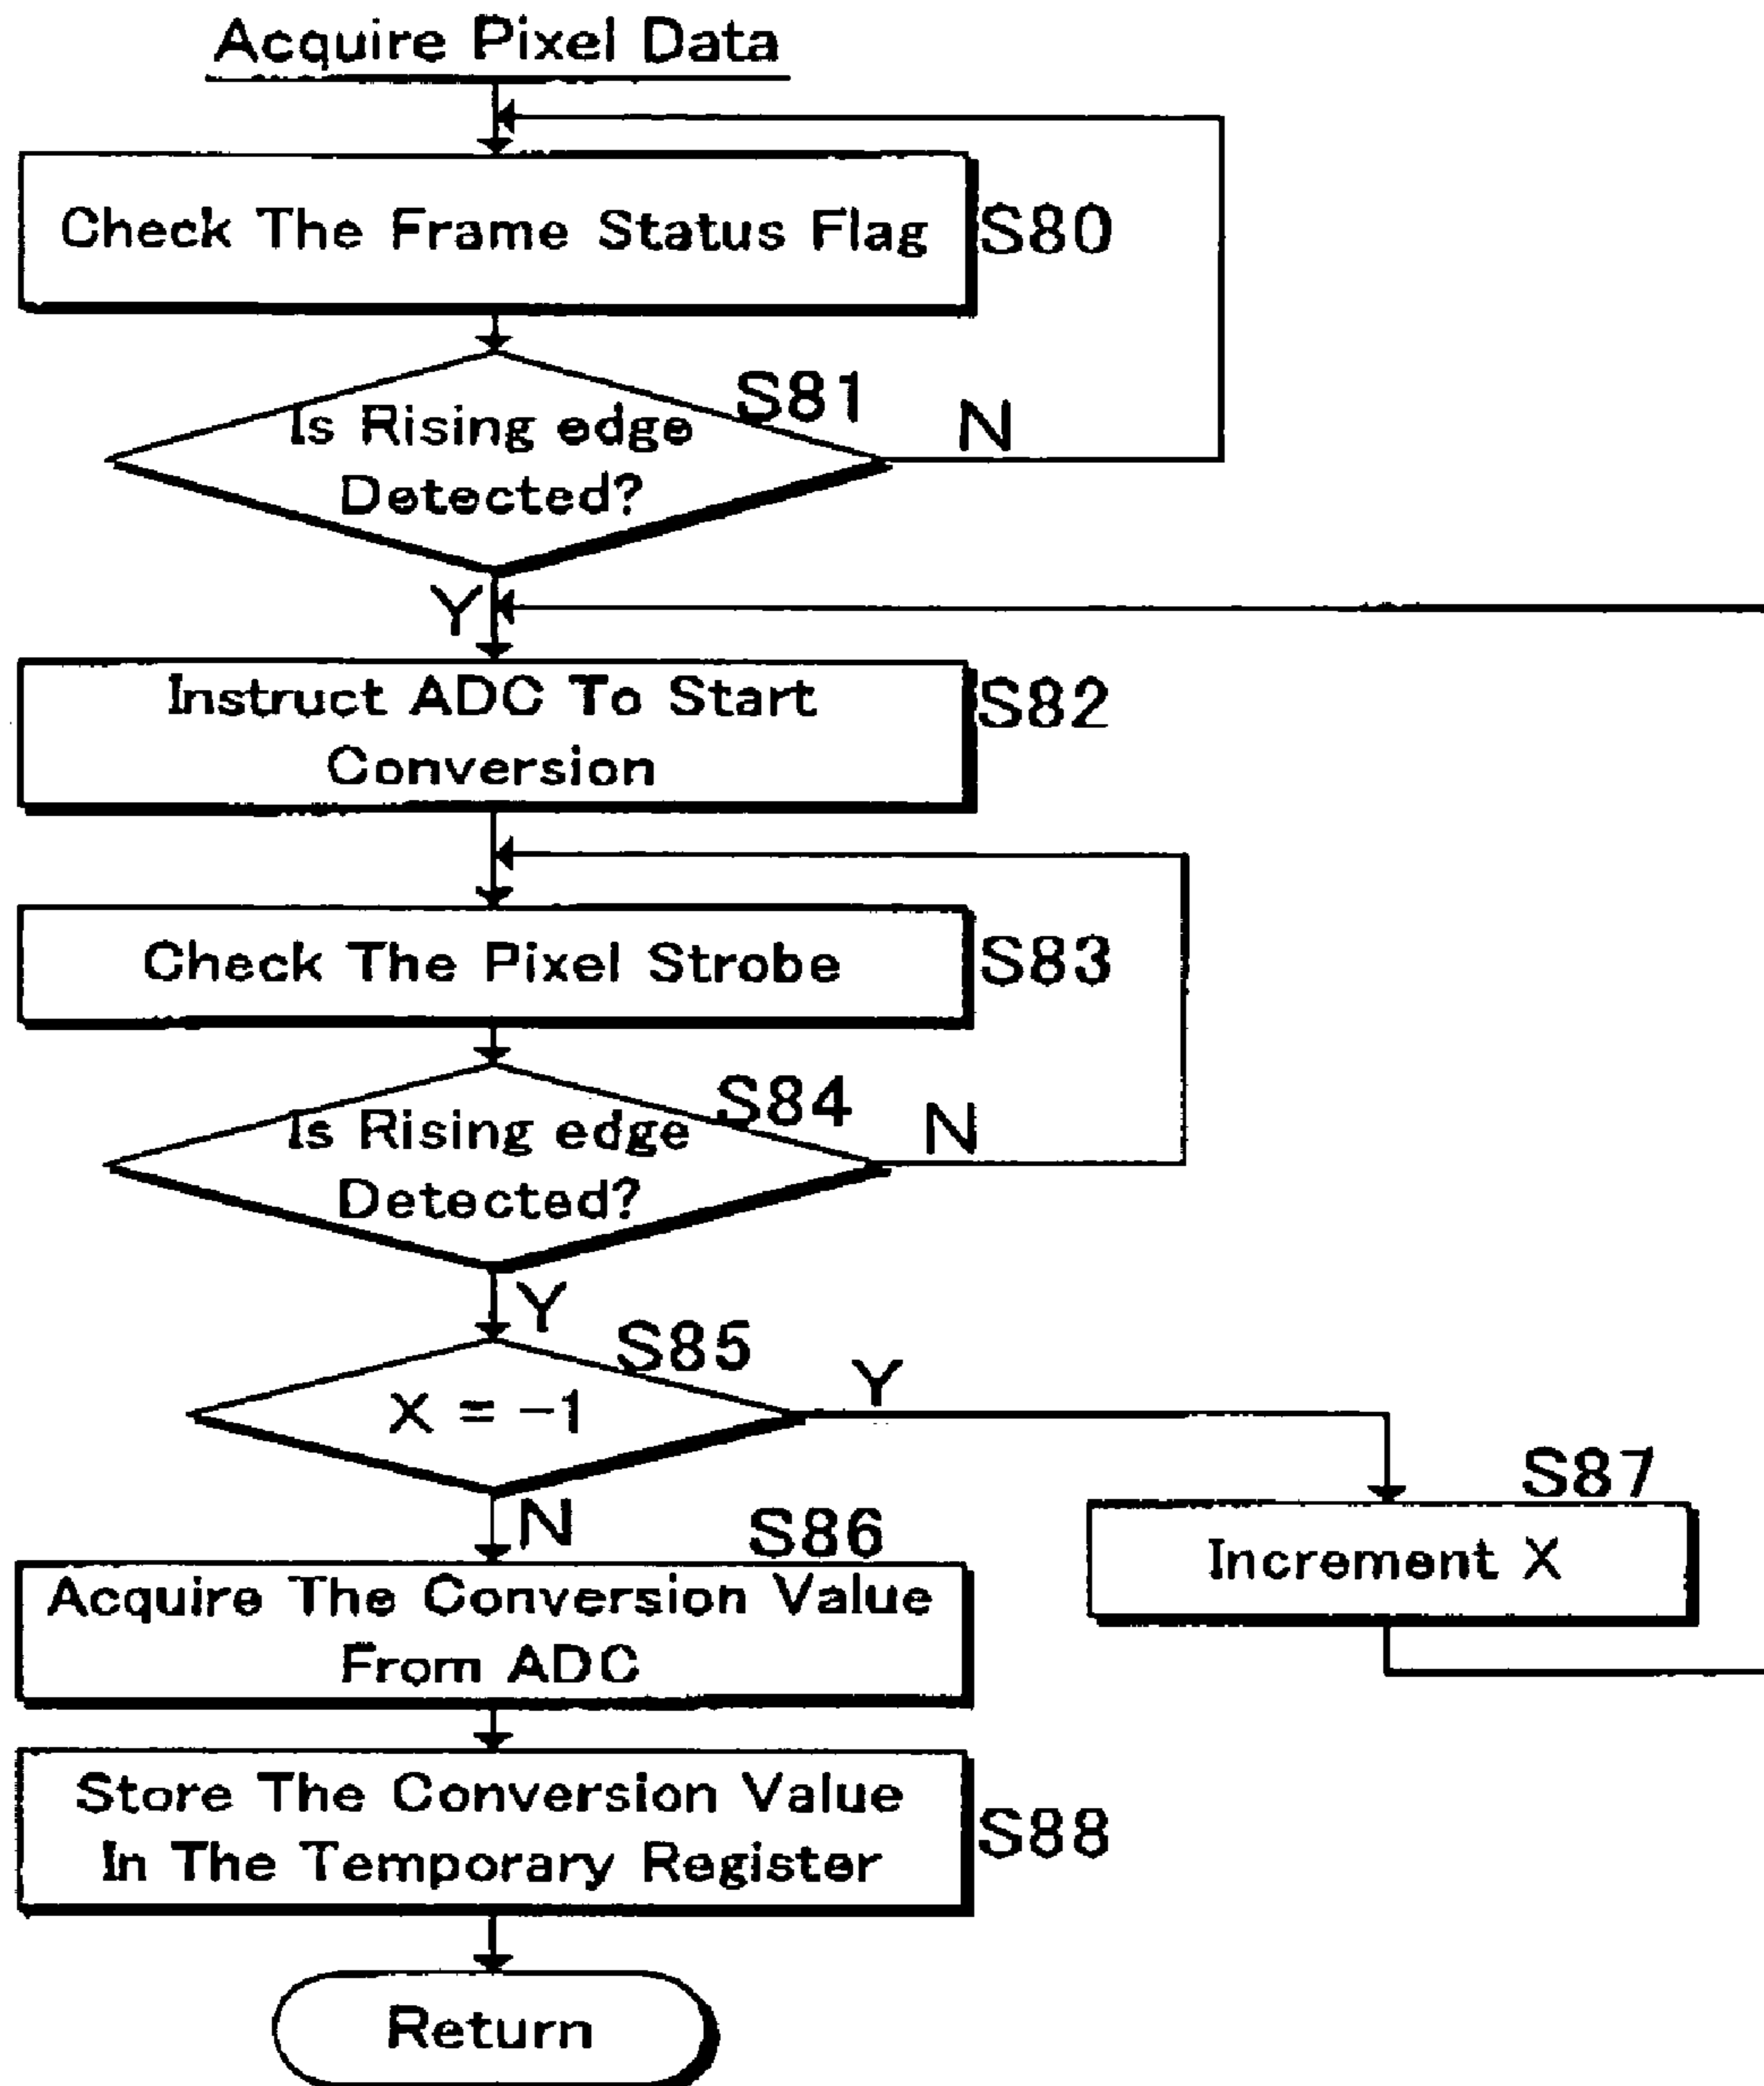 Acquire Pixel Data
Check The Frame Status Flag
S80
S81
Is Rising edge
Detected?
N
Y
Instruct ADC To Start
Conversion
S82
Check The Pixel Strobe
S83
S84
Is Rising edge
Detected?
N
Y
S85
X = -1
Y
N
S86
S87
Acquire The Conversion Value
From ADC
Increment X
Store The Conversion Value
In The Temporary Register
S88
Return